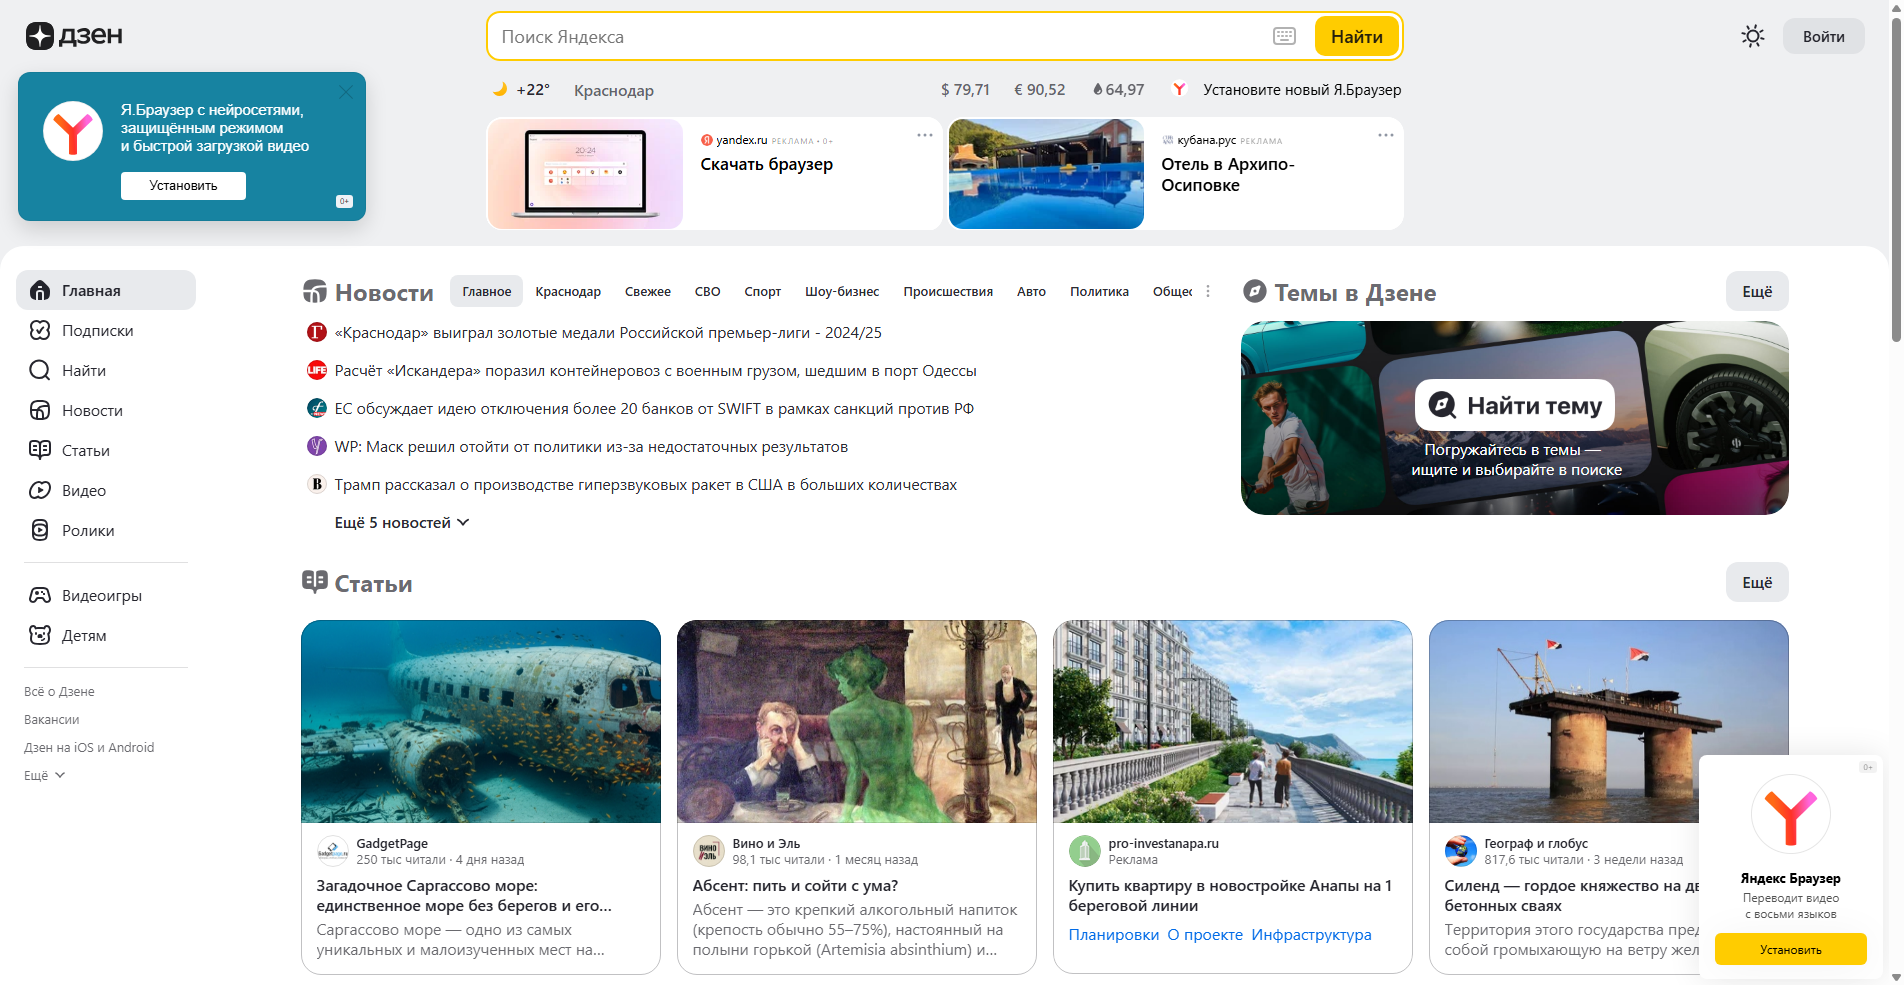 дзен
Поиск Яндекса
Найти
Войти
Я.Браузер с нейросетями,
защищённым режимом
и быстрой загрузкой видео
Установить
0+
+22°
Краснодар
$ 79,71
€ 90,52
64,97
Установите новый Я.Браузер
20:24
yandex.ru РЕКЛАМА • 0+
Скачать браузер
кубана.рус РЕКЛАМА
Отель в Архипо-
Осиповке
Главная
Подписки
Найти
Новости
Статьи
Видео
Ролики
Видеоигры
Детям
Всё о Дзене
Вакансии
Дзен на iOS и Android
Ещё
Новости
Главное
Краснодар
Свежее
СВО
Спорт
Шоу-бизнес
Происшествия
Авто
Политика
Общес
«Краснодар» выиграл золотые медали Российской премьер-лиги - 2024/25
LIFE Расчёт «Искандера» поразил контейнеровоз с военным грузом, шедшим в порт Одессы
ЕС обсуждает идею отключения более 20 банков от SWIFT в рамках санкций против РФ
WP: Маск решил отойти от политики из-за недостаточных результатов
В Трамп рассказал о производстве гиперзвуковых ракет в США в больших количествах
Ещё 5 новостей
Темы в Дзене
Ещё
Найти тему
Погружайтесь в темы —
ищите и выбирайте в поиске
Статьи
Ещё
GadgetPage
250 тыс читали · 4 дня назад
Загадочное Саргассово море:
единственное море без берегов и его...
Саргассово море — одно из самых
уникальных и малоизученных мест на...
ВИНО
ЭЛЬ
Вино и Эль
98,1 тыс читали · 1 месяц назад
Абсент: пить и сойти с ума?
Абсент — это крепкий алкогольный напиток
(крепость обычно 55–75%), настоянный на
полыни горькой (Artemisia absinthium) и...
pro-investanapa.ru
Реклама
Купить квартиру в новостройке Анапы на 1
береговой линии
Планировки О проекте Инфраструктура
Географ и глобус
817,6 тыс читали · 3 недели назад
Силенд — гордое княжество на дв
бетонных сваях
Территория этого государства пред
собой громыхающую на ветру жел
0+
Яндекс Браузер
Переводит видео
с восьми языков
Установить